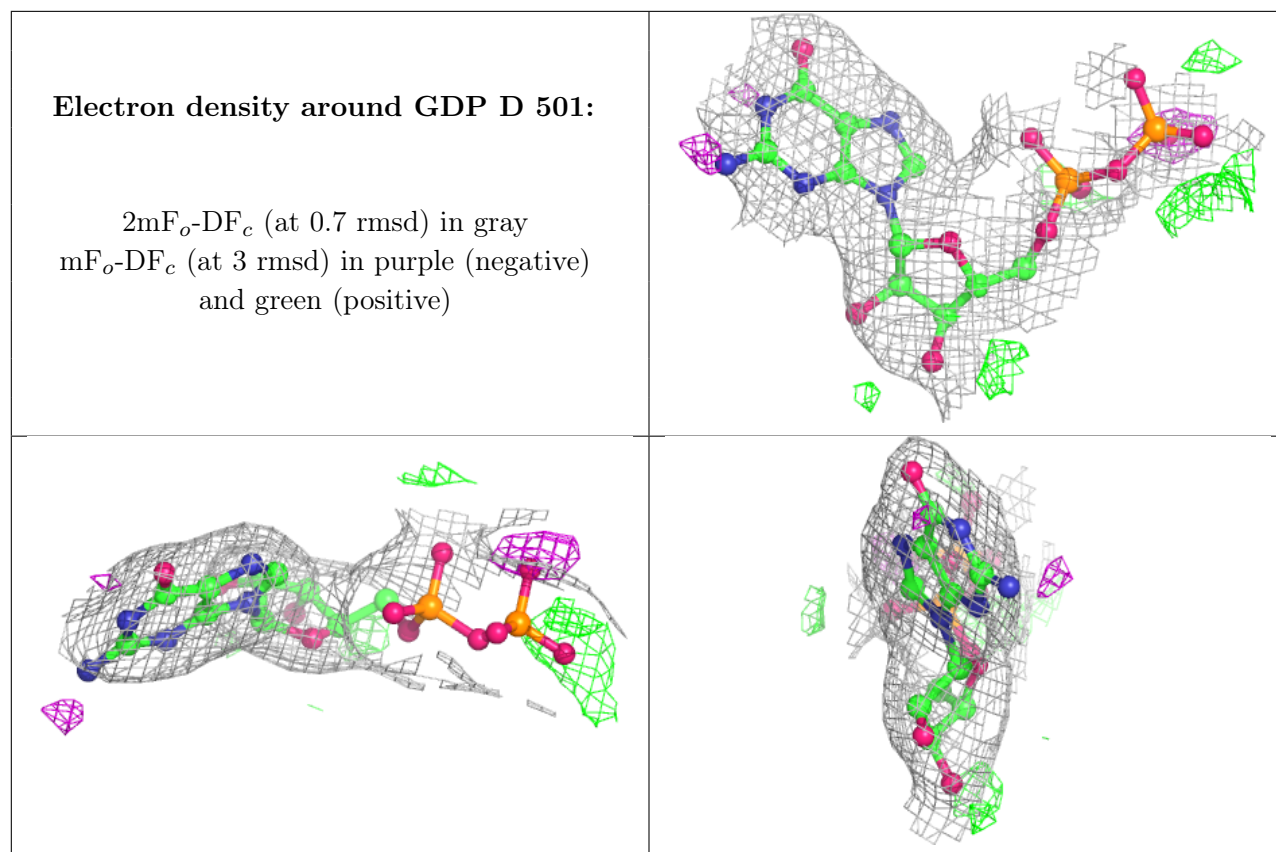 Electron density around GDP D 501:
2mFo-DFc (at 0.7 rmsd) in gray
mFo-DFc (at 3 rmsd) in purple (negative)
and green (positive)